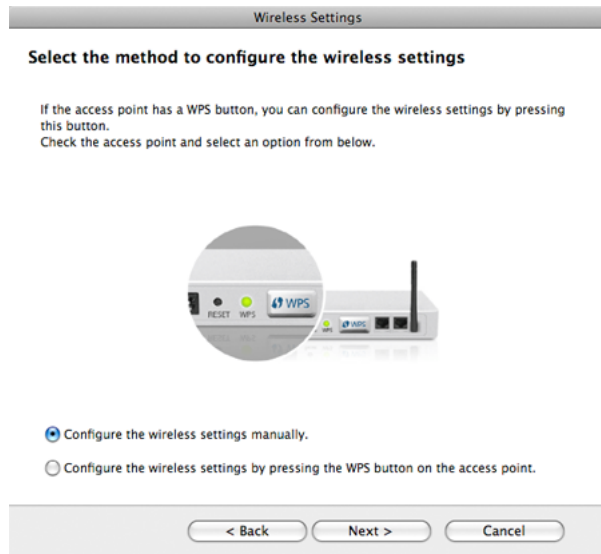 Wireless Settings
Select the method to configure the wireless settings
If the access point has a WPS button, you can configure the wireless settings by pressing
this button.
Check the access point and select an option from below.
RESET WPS WPS
WPS WPS
Configure the wireless settings manually.
Configure the wireless settings by pressing the WPS button on the access point.
< Back Next > Cancel